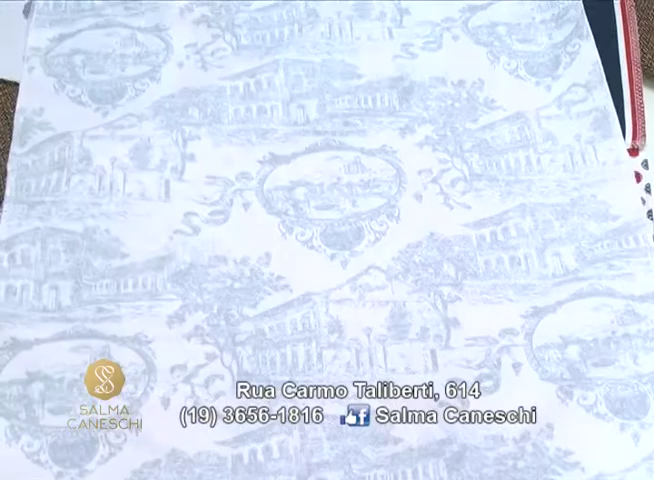 Rua Carmo Taliberti, 614
(19) 3656-1816 f Salma Caneschi
S
SALMA
CANESCHI